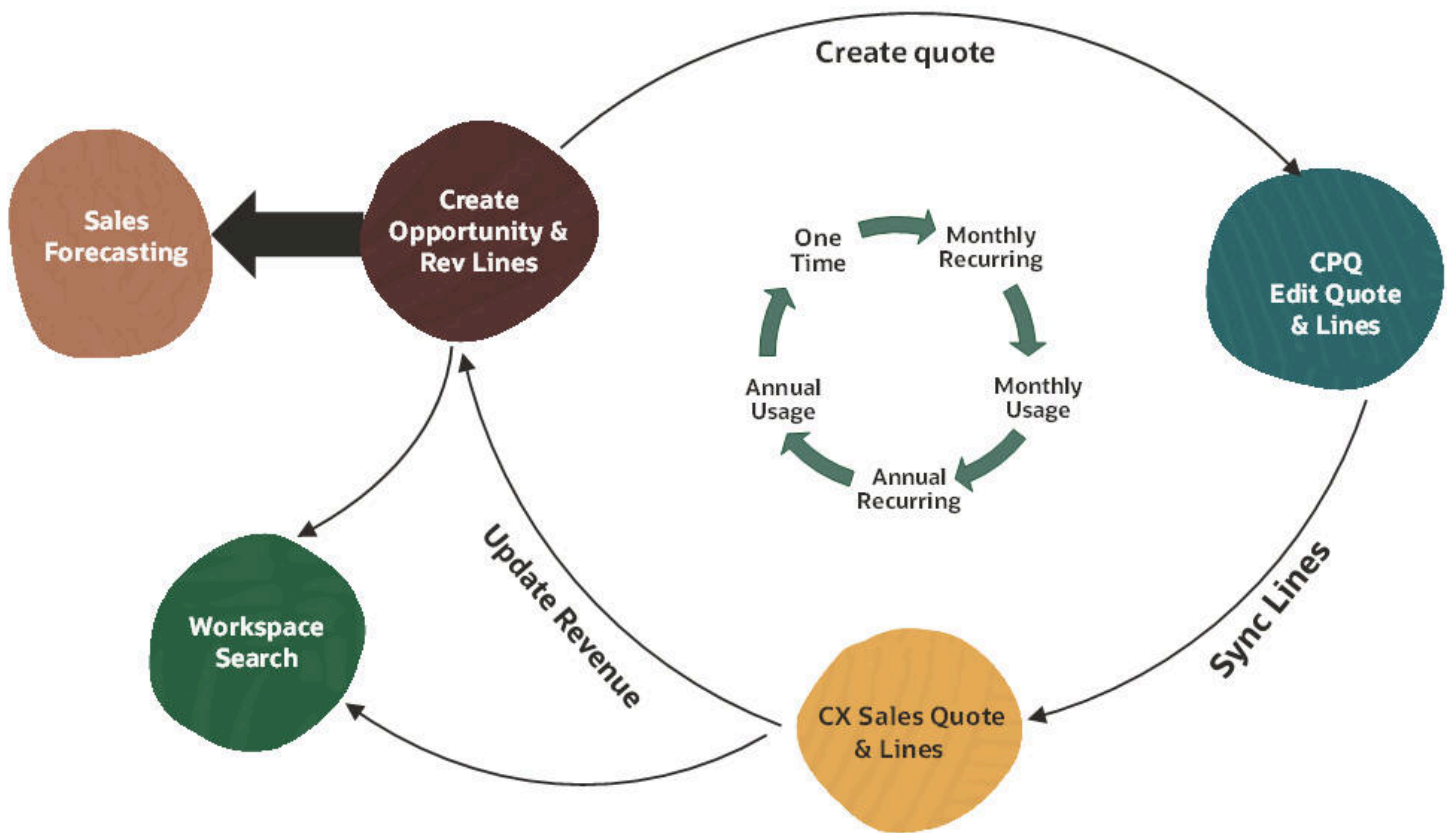 Create quote
Sales
Forecasting
Create
Opportunity &
Rev Lines
One
Time
Monthly
Recurring
CPQ
Edit Quote
& Lines
Annual
Usage
Monthly
Usage
Annual
Recurring
Update Revenue
Sync Lines
Workspace
Search
CX Sales Quote
& Lines